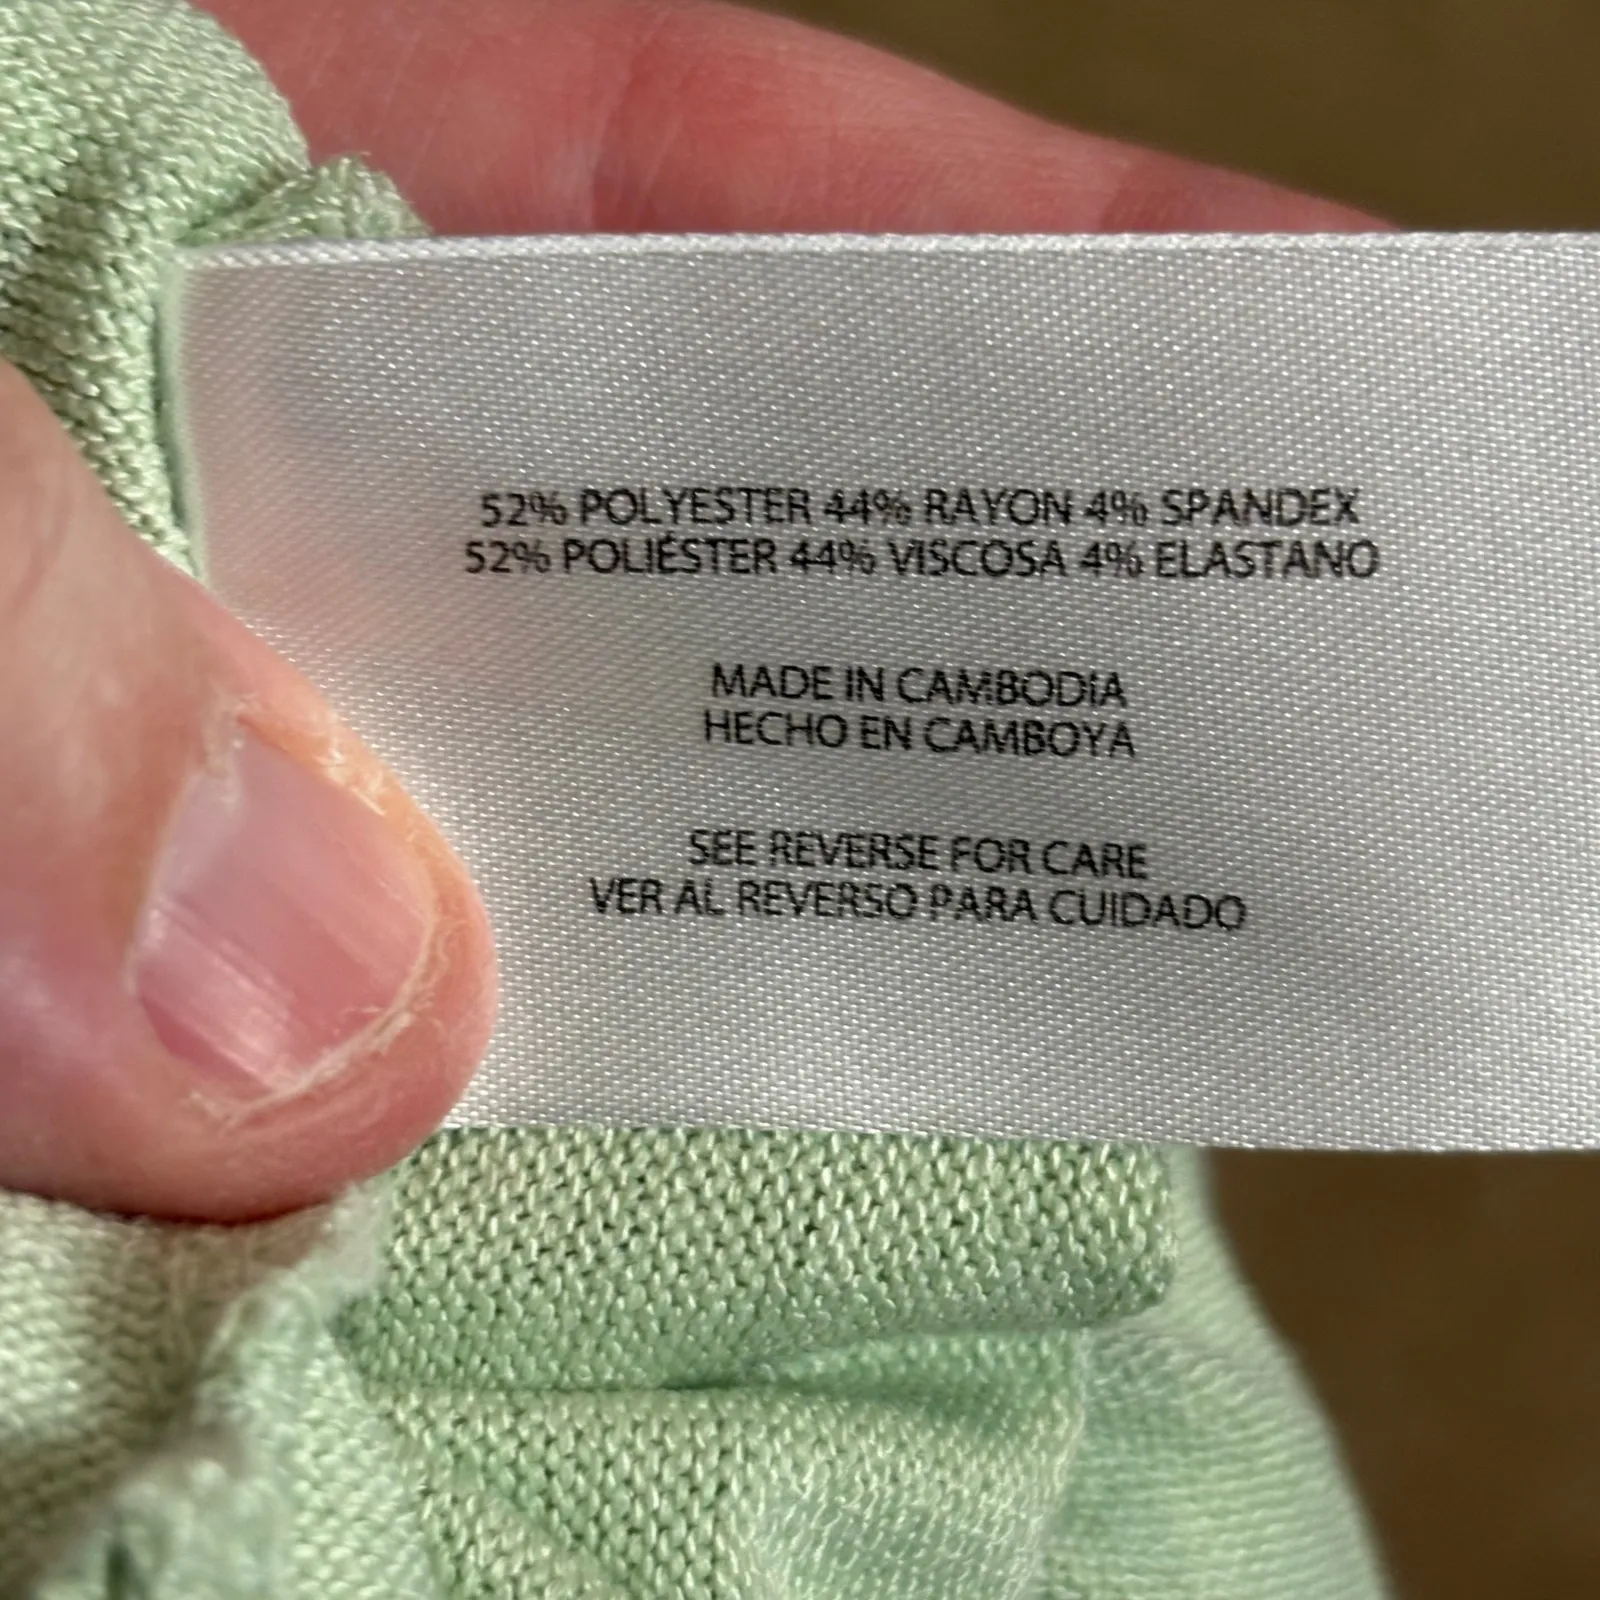 52% POLYESTER 44% RAYON 4% SPANDEX
52% POLIÉSTER 44% VISCOSA 4% ELASTANO
MADE IN CAMBODIA
HECHO EN CAMBOYA
SEE REVERSE FOR CARE
VER AL REVERSO PARA CUIDADO